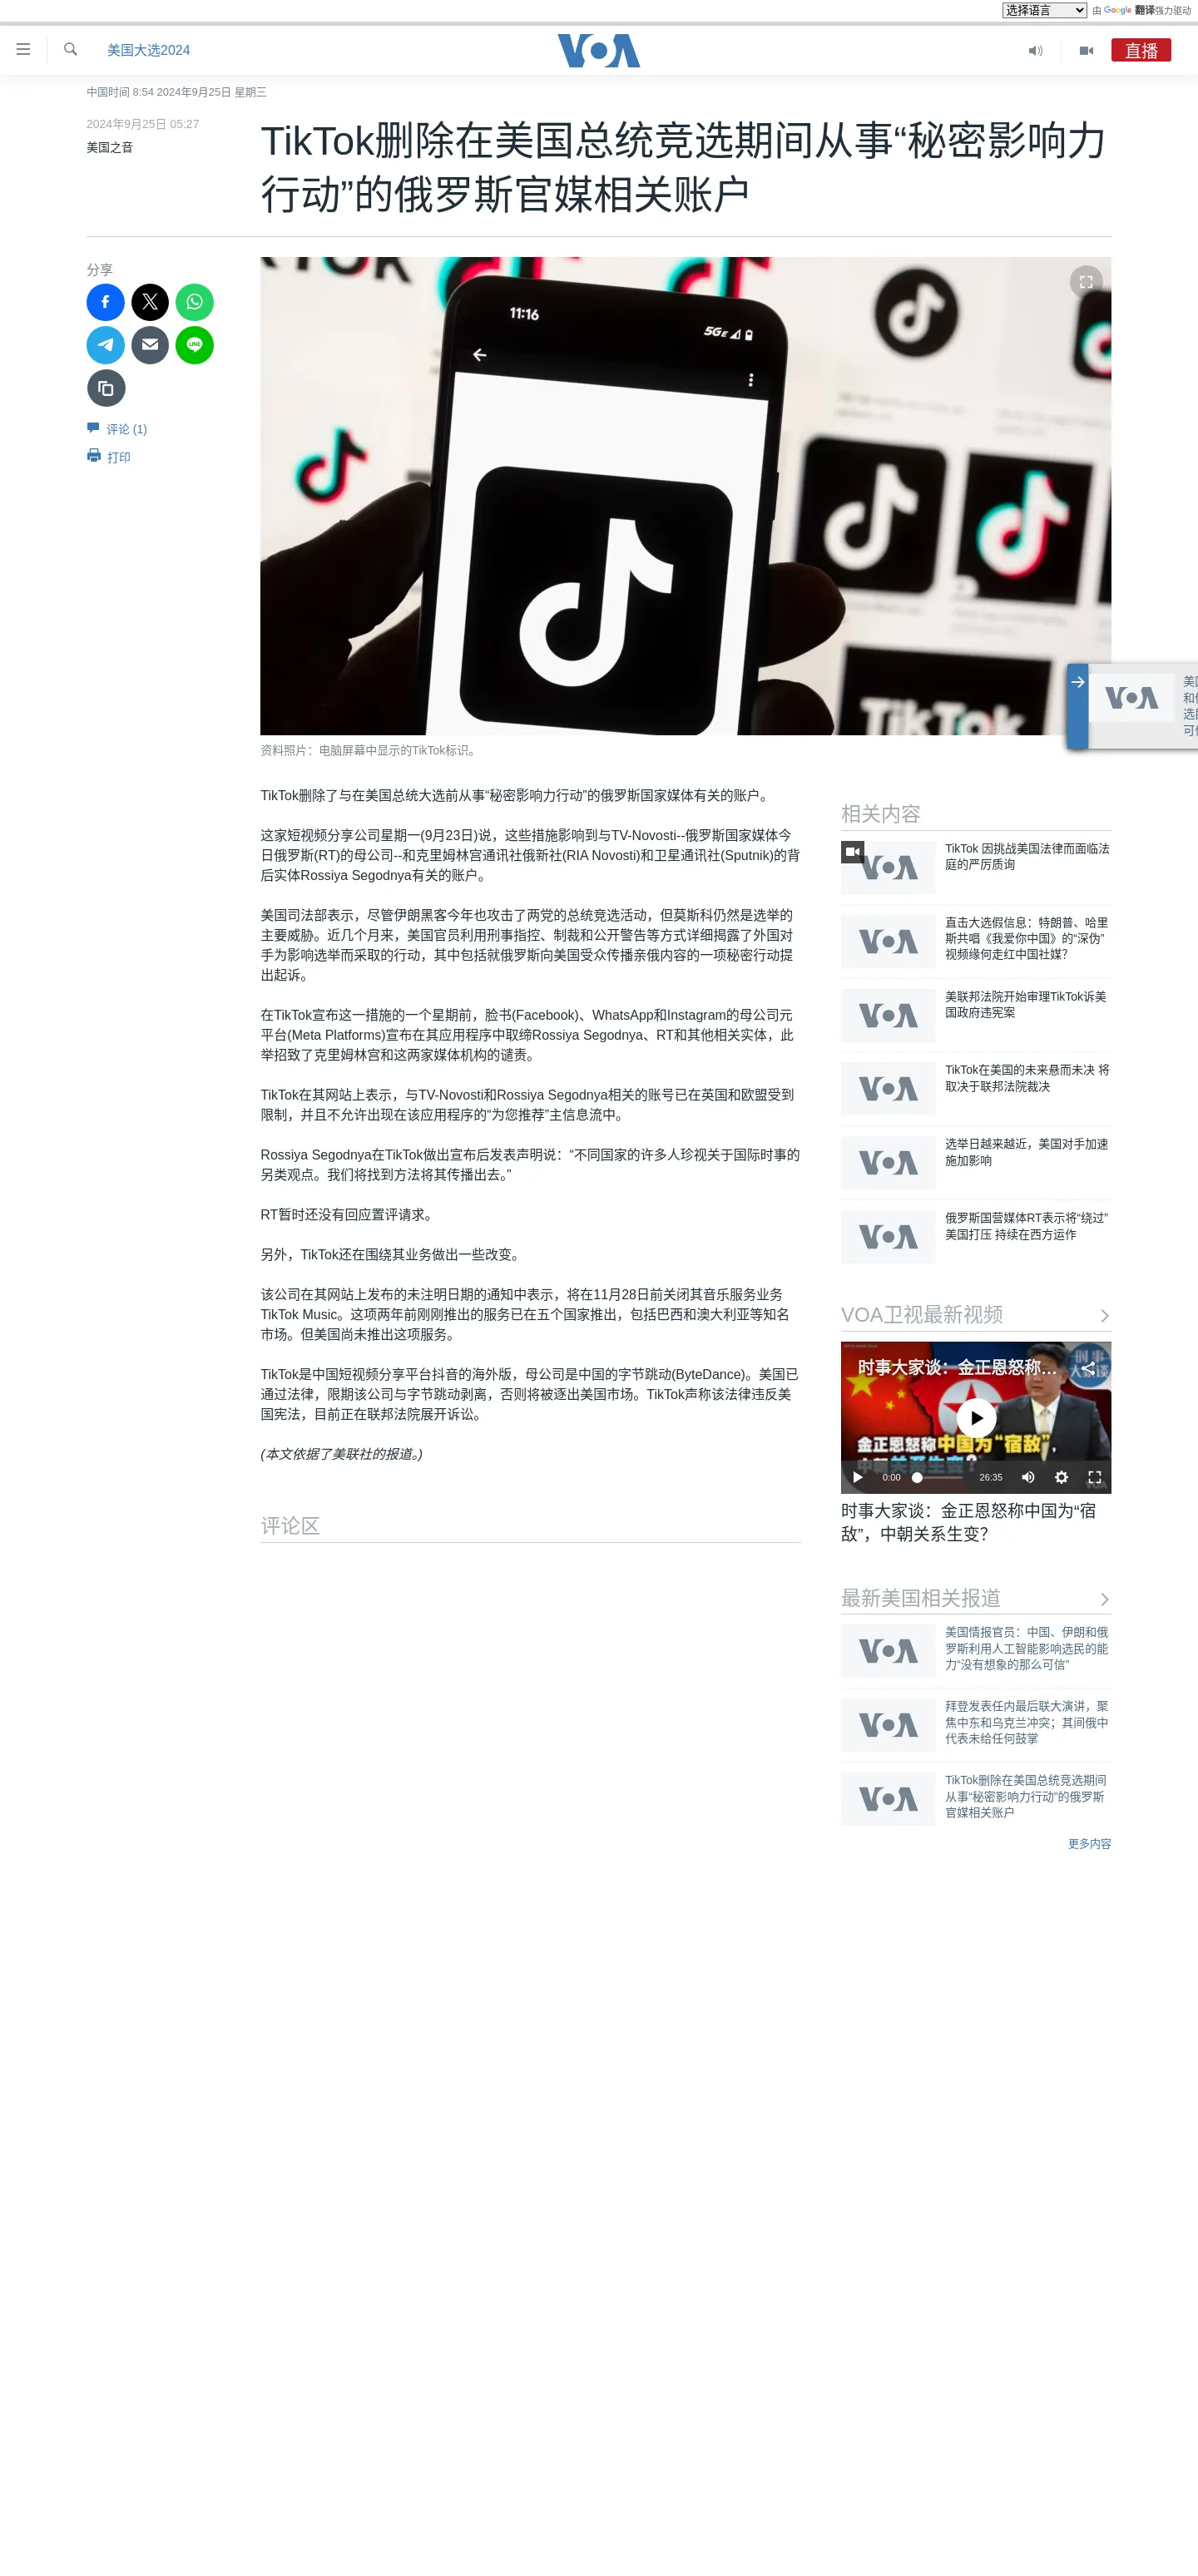 选择语言 由 Google 翻译强力驱动
美国大选2024
VOA
直播
中国时间 8:54 2024年9月25日 星期三
2024年9月25日 05:27
美国之音
TikTok删除在美国总统竞选期间从事“秘密影响力
行动”的俄罗斯官媒相关账户
分享
评论 (1)
打印
11:16
5GE
TikTok
资料照片：电脑屏幕中显示的TikTok标识。
VOA
TikTok删除了与在美国总统大选前从事“秘密影响力行动”的俄罗斯国家媒体有关的账户。
这家短视频分享公司星期一(9月23日)说，这些措施影响到与TV-Novosti--俄罗斯国家媒体今
日俄罗斯(RT)的母公司--和克里姆林宫通讯社俄新社(RIA Novosti)和卫星通讯社(Sputnik)的背
后实体Rossiya Segodnya有关的账户。
美国司法部表示，尽管伊朗黑客今年也攻击了两党的总统竞选活动，但莫斯科仍然是选举的
主要威胁。近几个月来，美国官员利用刑事指控、制裁和公开警告等方式详细揭露了外国对
手为影响选举而采取的行动，其中包括就俄罗斯向美国受众传播亲俄内容的一项秘密行动提
出起诉。
在TikTok宣布这一措施的一个星期前，脸书(Facebook)、WhatsApp和Instagram的母公司元
平台(Meta Platforms)宣布在其应用程序中取缔Rossiya Segodnya、RT和其他相关实体，此
举招致了克里姆林宫和这两家媒体机构的谴责。
TikTok在其网站上表示，与TV-Novosti和Rossiya Segodnya相关的账号已在英国和欧盟受到
限制，并且不允许出现在该应用程序的“为您推荐”主信息流中。
Rossiya Segodnya在TikTok做出宣布后发表声明说：“不同国家的许多人珍视关于国际时事的
另类观点。我们将找到方法将其传播出去。”
RT暂时还没有回应置评请求。
另外，TikTok还在围绕其业务做出一些改变。
该公司在其网站上发布的未注明日期的通知中表示，将在11月28日前关闭其音乐服务业务
TikTok Music。这项两年前刚刚推出的服务已在五个国家推出，包括巴西和澳大利亚等知名
市场。但美国尚未推出这项服务。
TikTok是中国短视频分享平台抖音的海外版，母公司是中国的字节跳动(ByteDance)。美国已
通过法律，限期该公司与字节跳动剥离，否则将被逐出美国市场。TikTok声称该法律违反美
国宪法，目前正在联邦法院展开诉讼。
(本文依据了美联社的报道。)
评论区
相关内容
VOA
TikTok 因挑战美国法律而面临法
庭的严厉质询
VOA
直击大选假信息：特朗普、哈里
斯共唱《我爱你中国》的“深伪”
视频缘何走红中国社媒？
VOA
美联邦法院开始审理TikTok诉美
国政府违宪案
VOA
TikTok在美国的未来悬而未决 将
取决于联邦法院裁决
VOA
选举日越来越近，美国对手加速
施加影响
VOA
俄罗斯国营媒体RT表示将“绕过”
美国打压 持续在西方运作
VOA卫视最新视频
时事大家谈：金正恩怒称…
金正恩怒称中国为“宿敌”，
中朝关系生变？
0:00 26:35
时事大家谈：金正恩怒称中国为“宿
敌”，中朝关系生变？
最新美国相关报道
VOA
美国情报官员：中国、伊朗和俄
罗斯利用人工智能影响选民的能
力“没有想象的那么可信”
VOA
拜登发表任内最后联大演讲，聚
焦中东和乌克兰冲突；其间俄中
代表未给任何鼓掌
VOA
TikTok删除在美国总统竞选期间
从事“秘密影响力行动”的俄罗斯
官媒相关账户
更多内容